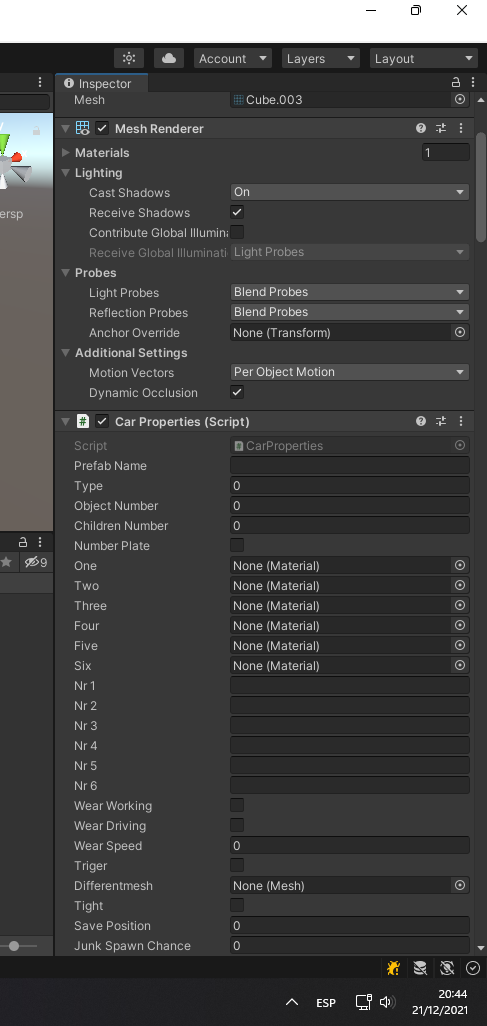 Account
Layers
Layout
Inspector
Mesh Cube.003
Mesh Renderer
Materials 1
Lighting
Cast Shadows On
Receive Shadows
ersp
Contribute Global Illumin
Receive Global Illuminati Light Probes
Probes
Light Probes Blend Probes
Reflection Probes Blend Probes
Anchor Override None (Transform)
Additional Settings
Motion Vectors Per Object Motion
Dynamic Occlusion
# Car Properties (Script)
Script CarProperties
Prefab Name
Type 0
Object Number 0
Children Number 0
Number Plate
9
One None (Material)
Two None (Material)
Three None (Material)
Four None (Material)
Five None (Material)
Six None (Material)
Nr 1
Nr 2
Nr 3
Nr 4
Nr 5
Nr 6
Wear Working
Wear Driving
Wear Speed 0
Triger
Differentmesh None (Mesh)
Tight
Save Position 0
Junk Spawn Chance 0
ESP
20:44
21/12/2021